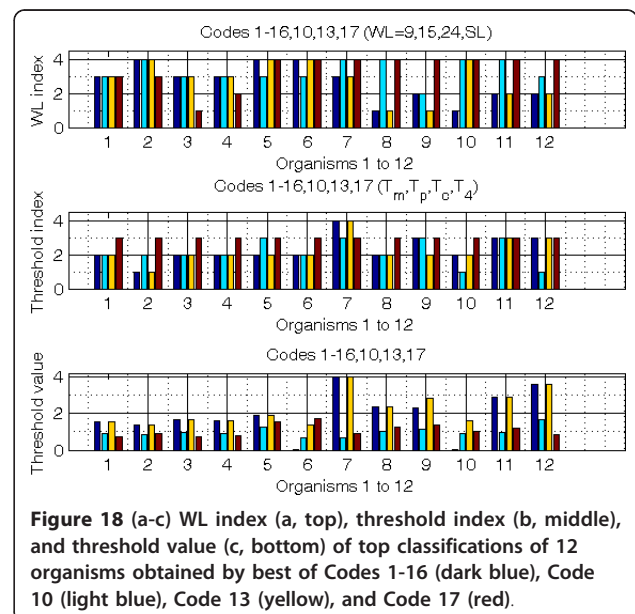 Codes 1-16,10,13,17 (WL=9,15,24,SL)
WL index
4
2
0
1 2 3 4 5 6 7 8 9 10 11 12
Organisms 1 to 12
Codes 1-16,10,13,17 (Tm,Tp,Tc,T4)
Threshold index
4
2
0
1 2 3 4 5 6 7 8 9 10 11 12
Organisms 1 to 12
Codes 1-16,10,13,17
Threshold value
4
2
0
1 2 3 4 5 6 7 8 9 10 11 12
Organisms 1 to 12
Figure 18 (a-c) WL index (a, top), threshold index (b, middle),
and threshold value (c, bottom) of top classifications of 12
organisms obtained by best of Codes 1-16 (dark blue), Code
10 (light blue), Code 13 (yellow), and Code 17 (red).